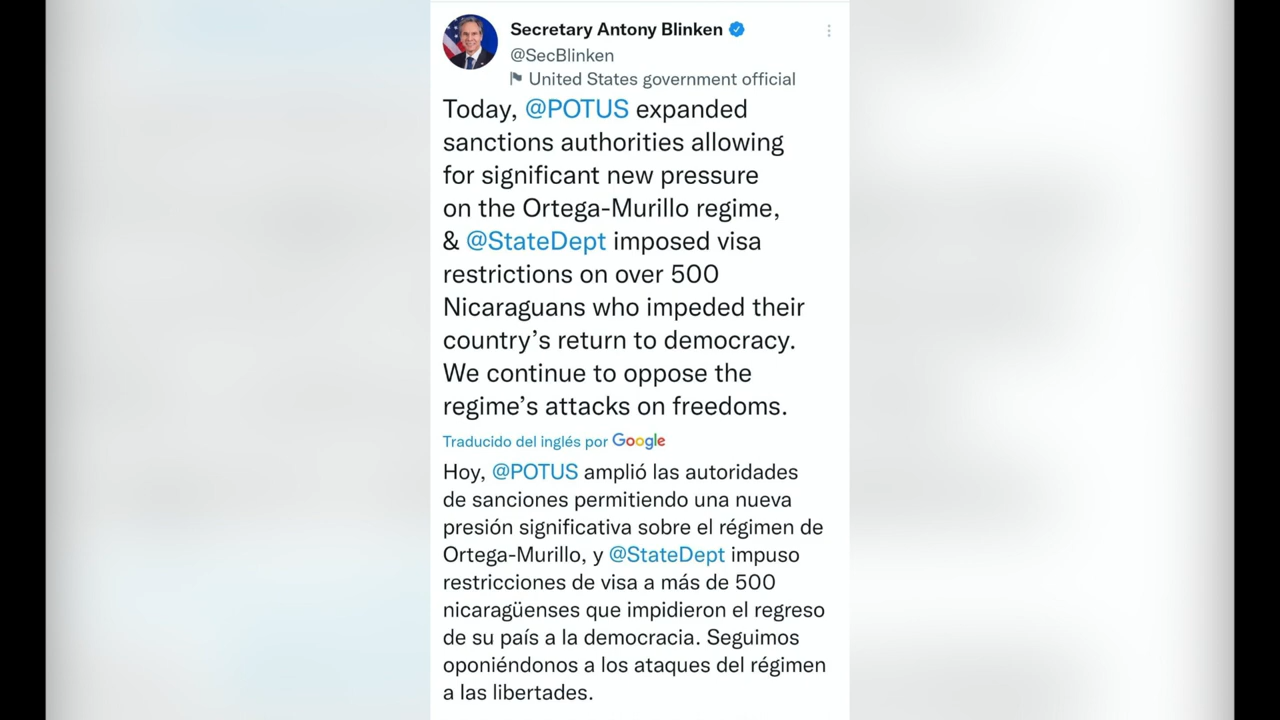 Secretary Antony Blinken
@SecBlinken
United States government official
Today, @POTUS expanded
sanctions authorities allowing
for significant new pressure
on the Ortega-Murillo regime,
& @StateDept imposed visa
restrictions on over 500
Nicaraguans who impeded their
country’s return to democracy.
We continue to oppose the
regime’s attacks on freedoms.
Traducido del inglés por Google
Hoy, @POTUS amplió las autoridades
de sanciones permitiendo una nueva
presión significativa sobre el régimen de
Ortega-Murillo, y @StateDept impuso
restricciones de visa a más de 500
nicaragüenses que impidieron el regreso
de su país a la democracia. Seguimos
oponiéndonos a los ataques del régimen
a las libertades.